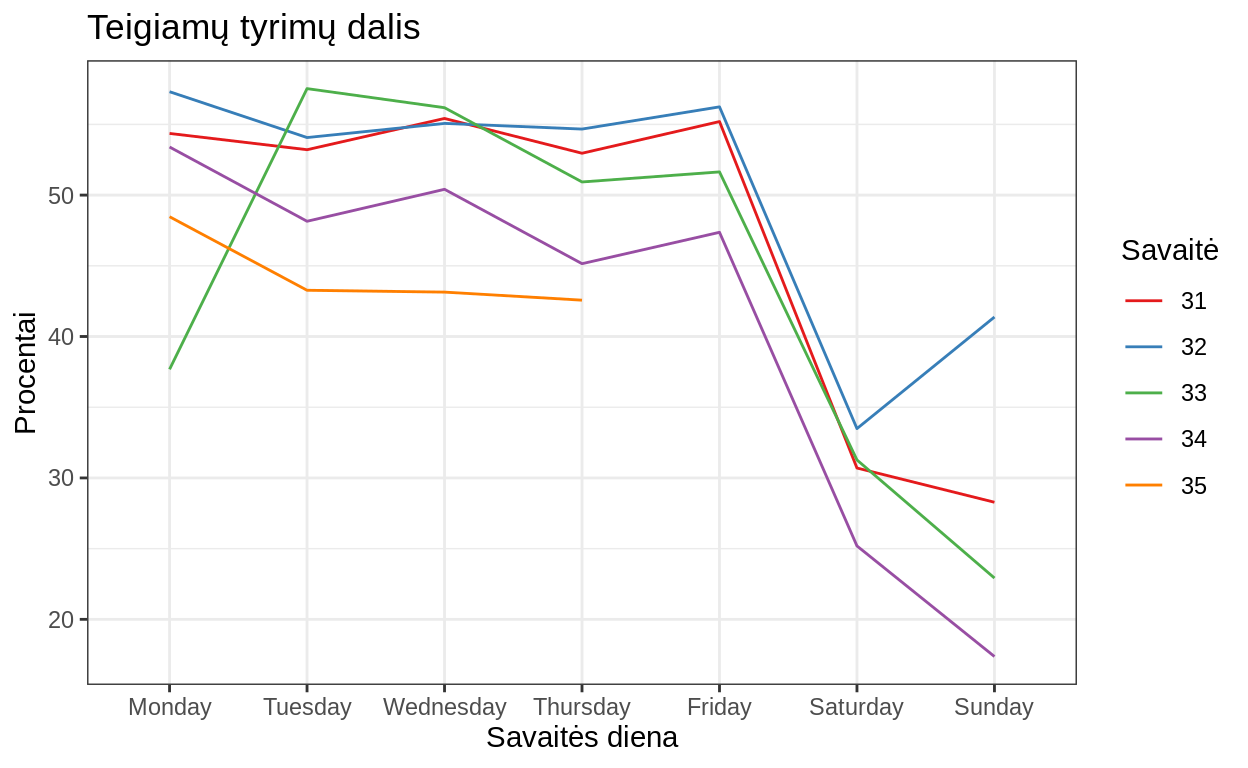 Teigiamų tyrimų dalis
Procentai
50
40
30
20
Monday Tuesday Wednesday Thursday Friday Saturday Sunday
Savaitės diena
Savaitė
31
32
33
34
35